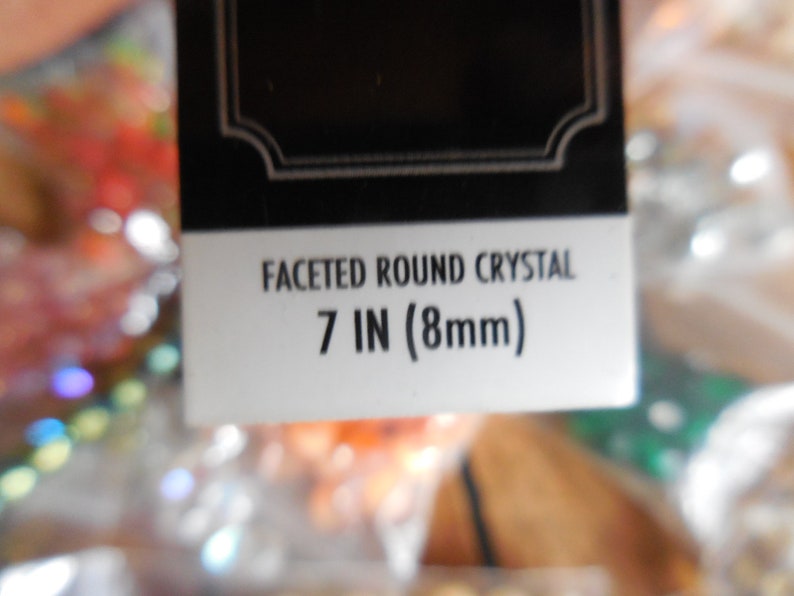 FACETED ROUND CRYSTAL
7 IN (8mm)